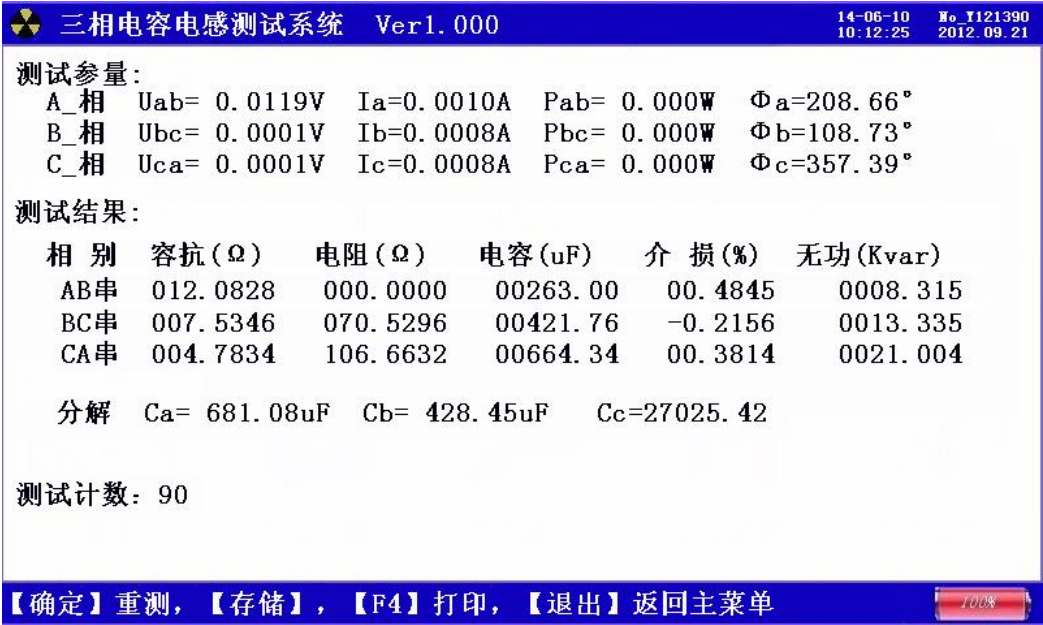 三相电容电感测试系统 Ver1.000 14-06-10 No_Y121390
10:12:25 2012.09.21
测试参量:
A_相 Uab= 0.0119V Ia=0.0010A Pab= 0.000W Φa=208.66°
B_相 Ubc= 0.0001V Ib=0.0008A Pbc= 0.000W Φb=108.73°
C_相 Uca= 0.0001V Ic=0.0008A Pca= 0.000W Φc=357.39°
测试结果:
相 别 容抗(Ω) 电阻(Ω) 电容(uF) 介 损(%) 无功(Kvar)
AB串 012.0828 000.0000 00263.00 00.4845 0008.315
BC串 007.5346 070.5296 00421.76 -0.2156 0013.335
CA串 004.7834 106.6632 00664.34 00.3814 0021.004
分解 Ca= 681.08uF Cb= 428.45uF Cc=27025.42
测试计数: 90
【确定】重测, 【存储】, 【F4】打印, 【退出】返回主菜单 100%